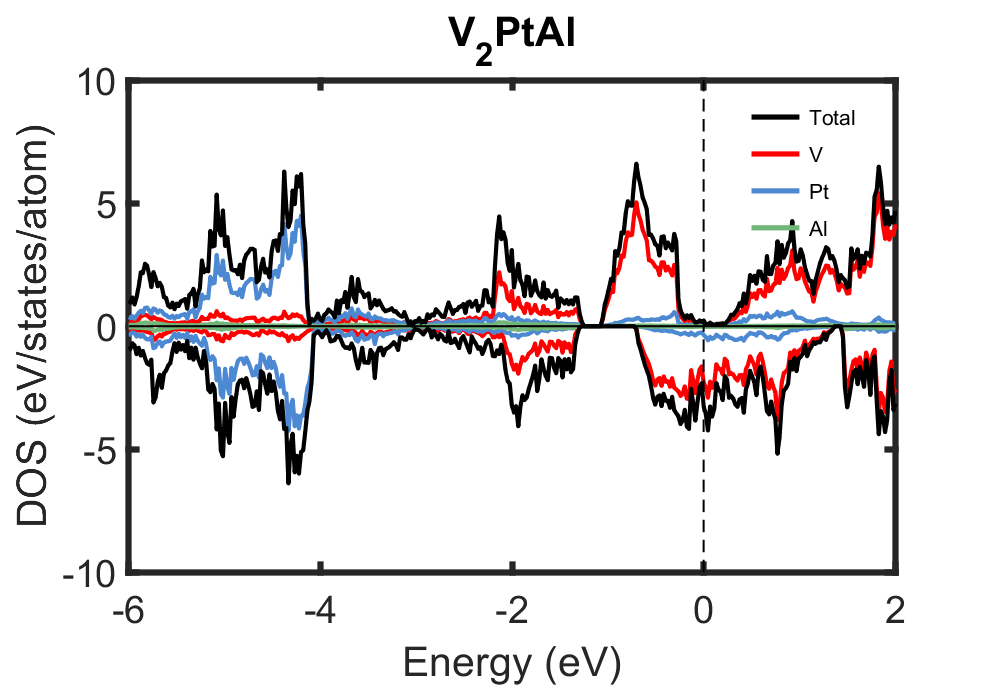 V2PtAl
DOS (eV/states/atom)
10
5
0
-5
-10
Total
V
Pt
Al
-6
-4
-2
0
2
Energy (eV)